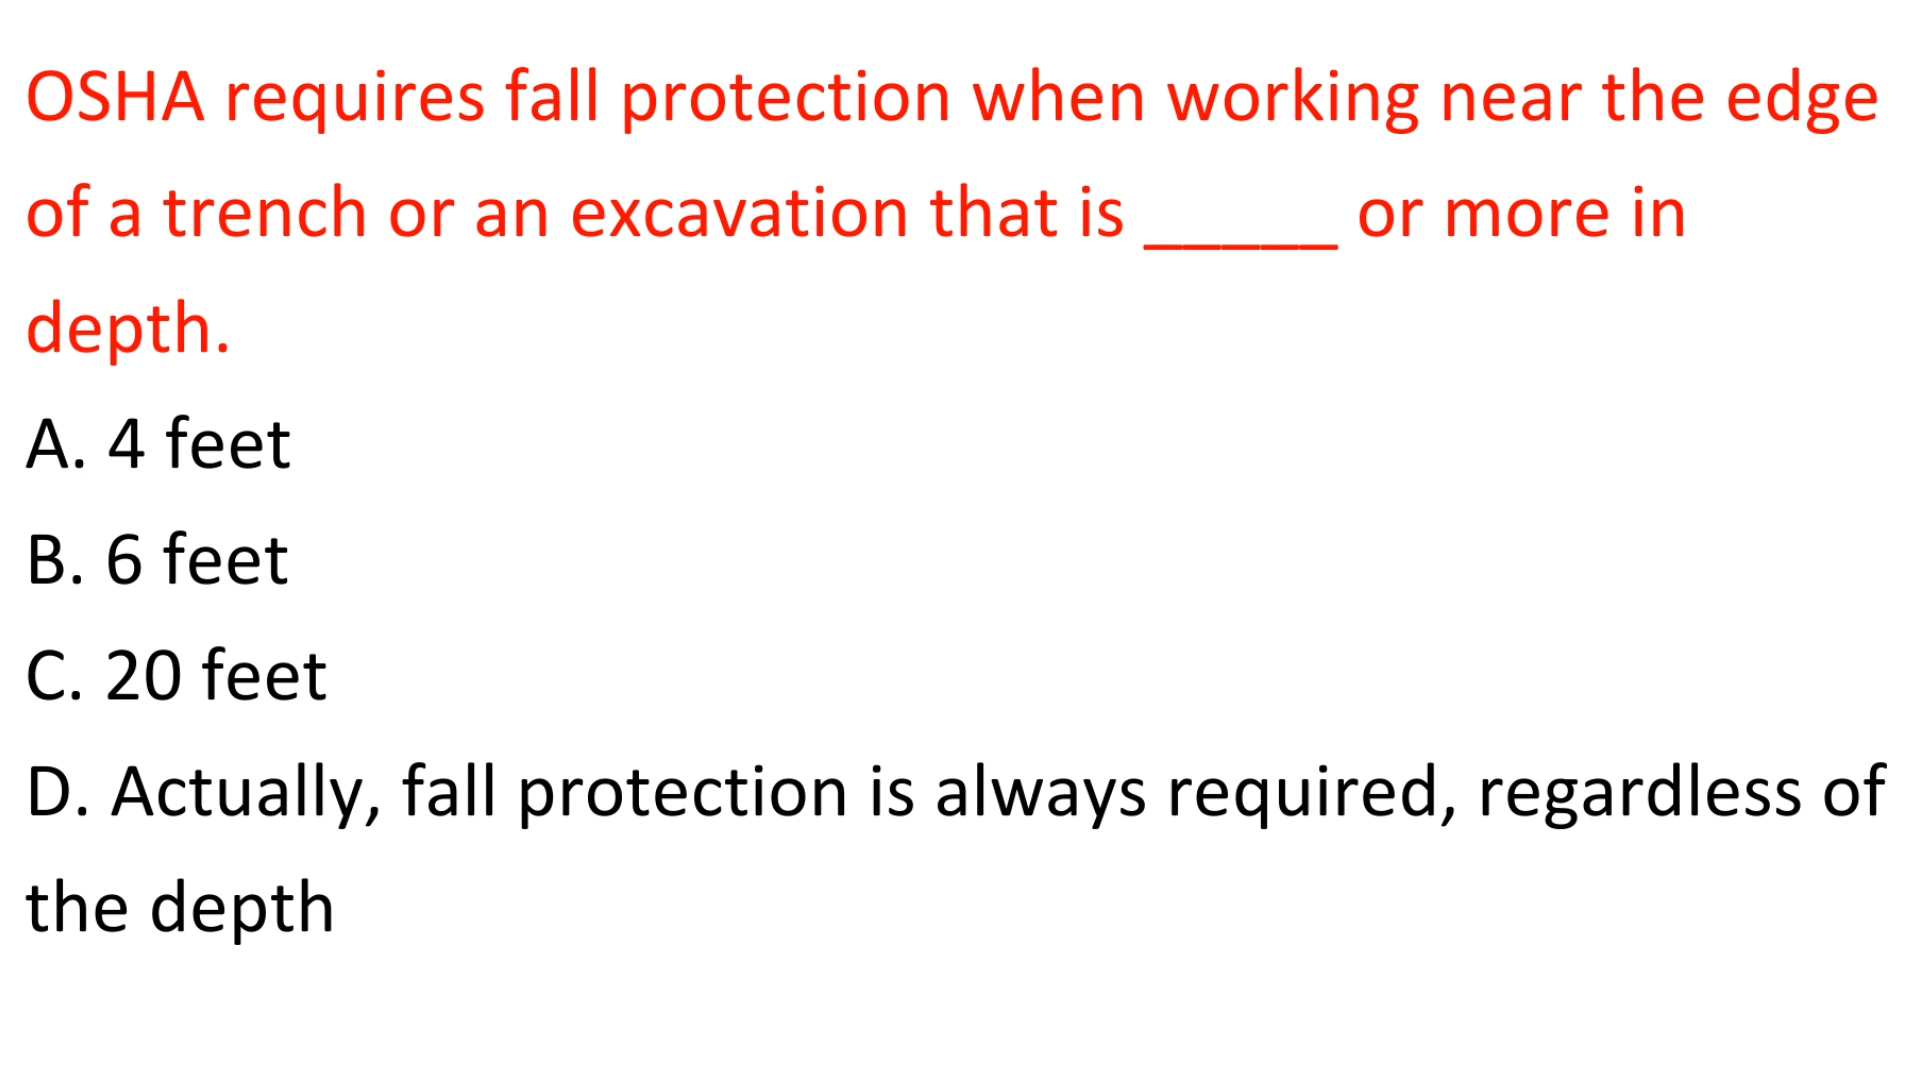 OSHA requires fall protection when working near the edge
of a trench or an excavation that is _____ or more in
depth.
A. 4 feet
B. 6 feet
C. 20 feet
D. Actually, fall protection is always required, regardless of
the depth